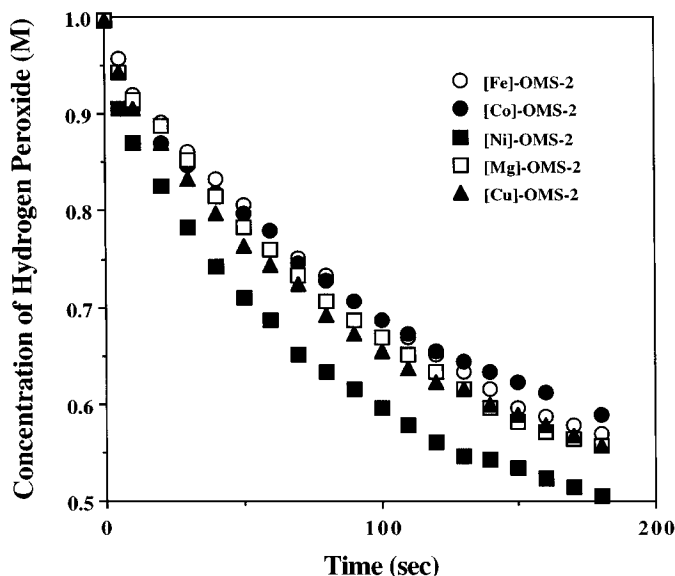 Concentration of Hydrogen Peroxide (M)
1.0
0.9
0.8
0.7
0.6
0.5
[Fe]-OMS-2
[Co]-OMS-2
[Ni]-OMS-2
[Mg]-OMS-2
[Cu]-OMS-2
0
100
200
Time (sec)